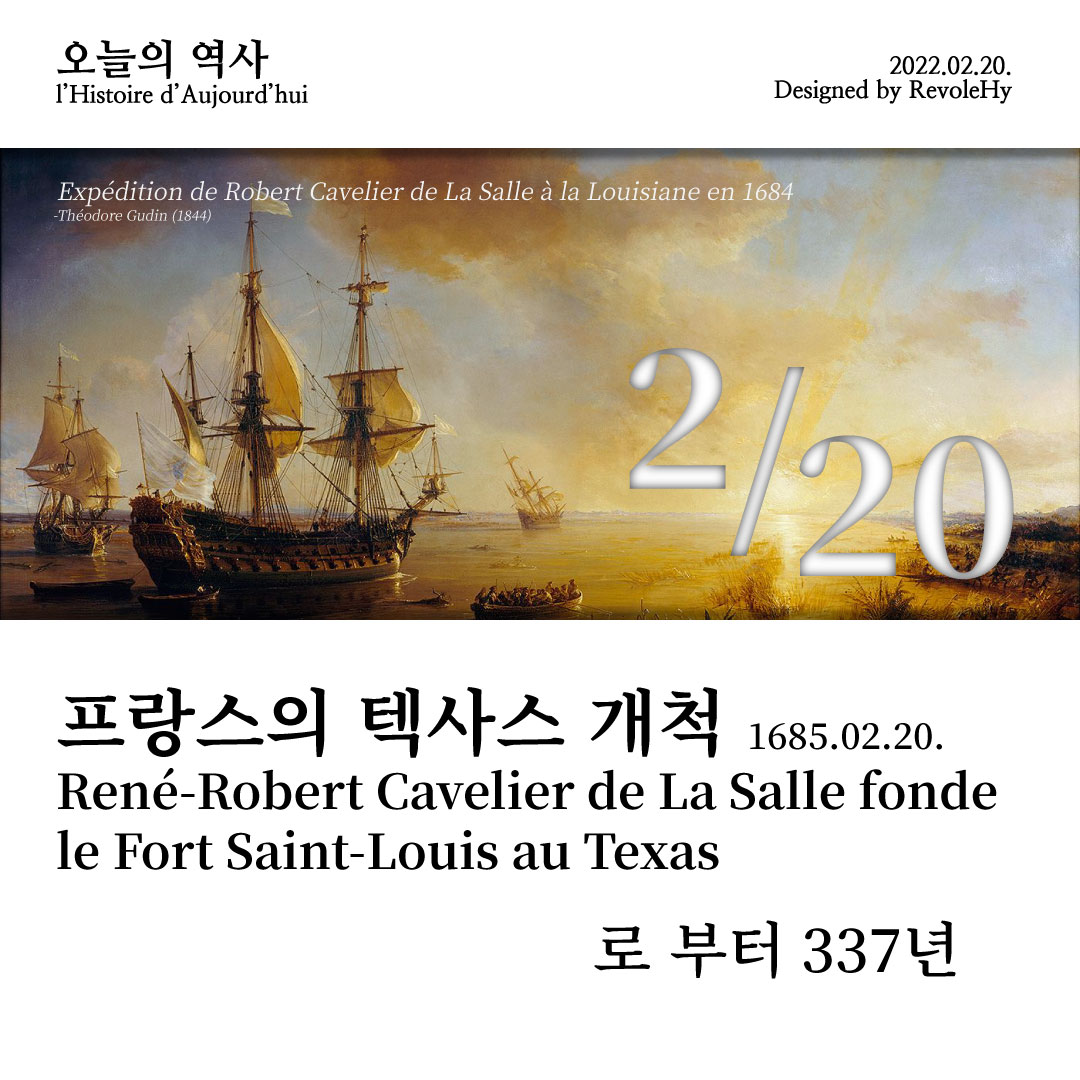 오늘의 역사
l’Histoire d’Aujourd’hui
2022.02.20.
Designed by RevoleHy
Expédition de Robert Cavelier de La Salle à la Louisiane en 1684
-Théodore Gudin (1844)
2/20
프랑스의 텍사스 개척 1685.02.20.
René-Robert Cavelier de La Salle fonde
le Fort Saint-Louis au Texas
로 부터 337년